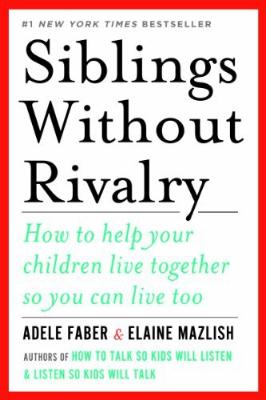 #1 NEW YORK TIMES BESTSELLER
Siblings
Without
Rivalry
How to help your
children live together
so you can live too
ADELE FABER & ELAINE MAZLISH
AUTHORS OF HOW TO TALK SO KIDS WILL LISTEN
& LISTEN SO KIDS WILL TALK